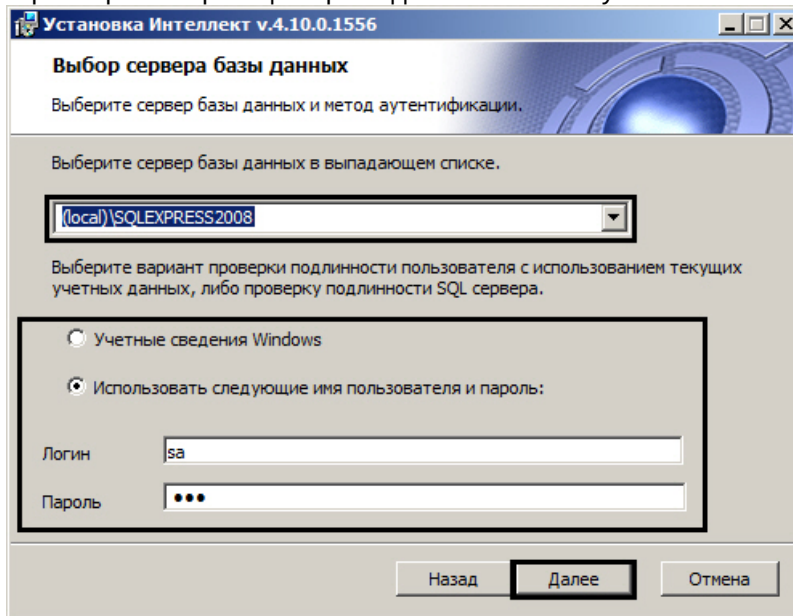 Установка Интеллект v.4.10.0.1556
Выбор сервера базы данных
Выберите сервер базы данных и метод аутентификации.
Выберите сервер базы данных в выпадающем списке.
(local)\SQLEXPRESS2008
Выберите вариант проверки подлинности пользователя с использованием текущих
учетных данных, либо проверку подлинности SQL сервера.
Учетные сведения Windows
Использовать следующие имя пользователя и пароль:
Логин sa
Пароль •••
Назад Далее Отмена